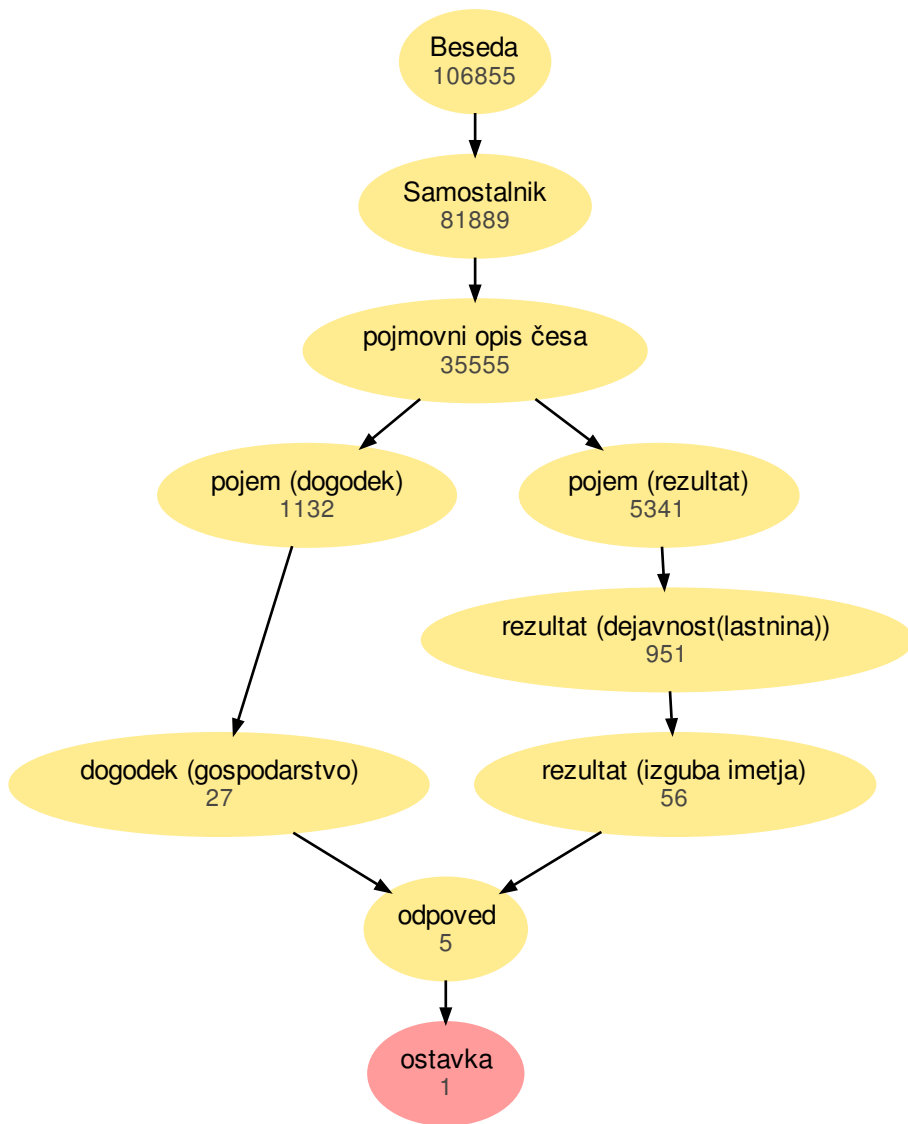 Beseda
106855
Samostalnik
81889
pojmovni opis česa
35555
pojem (dogodek)
1132
pojem (rezultat)
5341
rezultat (dejavnost(lastnina))
951
dogodek (gospodarstvo)
27
rezultat (izguba imetja)
56
odpoved
5
ostavka
1